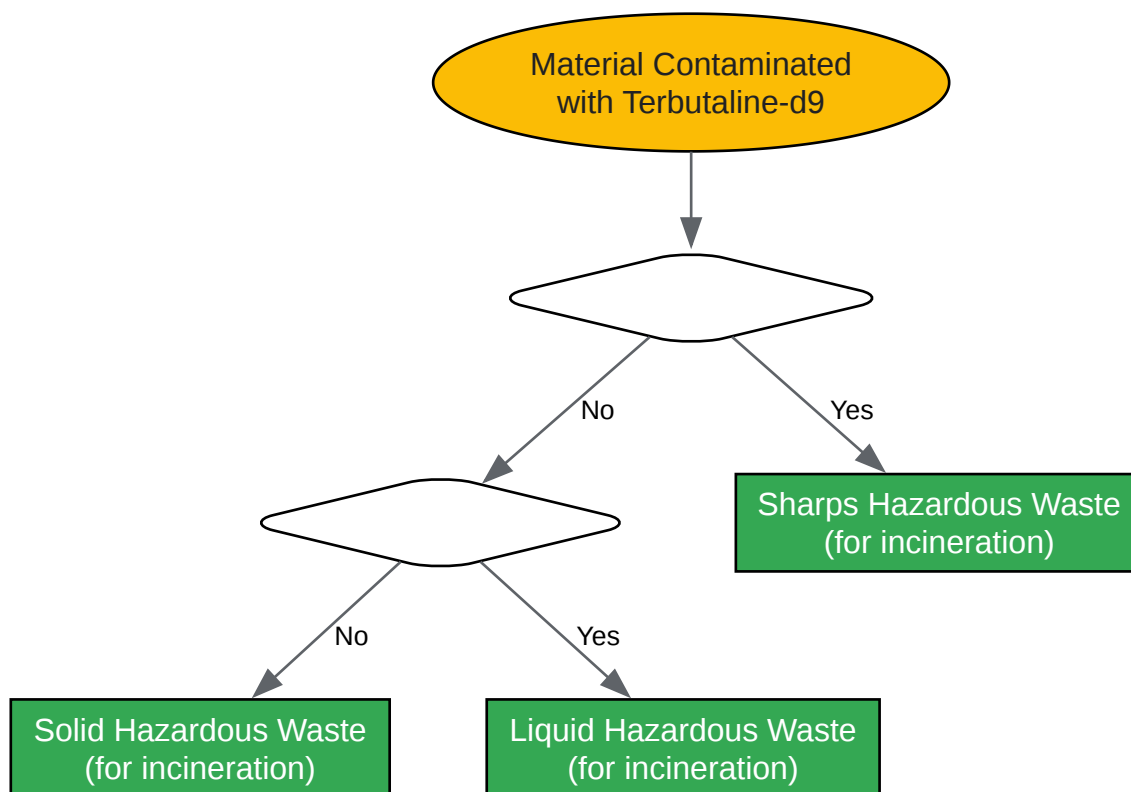 Material Contaminated
with Terbutaline-d9
No
Yes
Sharps Hazardous Waste
(for incineration)
No
Yes
Solid Hazardous Waste
(for incineration)
Liquid Hazardous Waste
(for incineration)